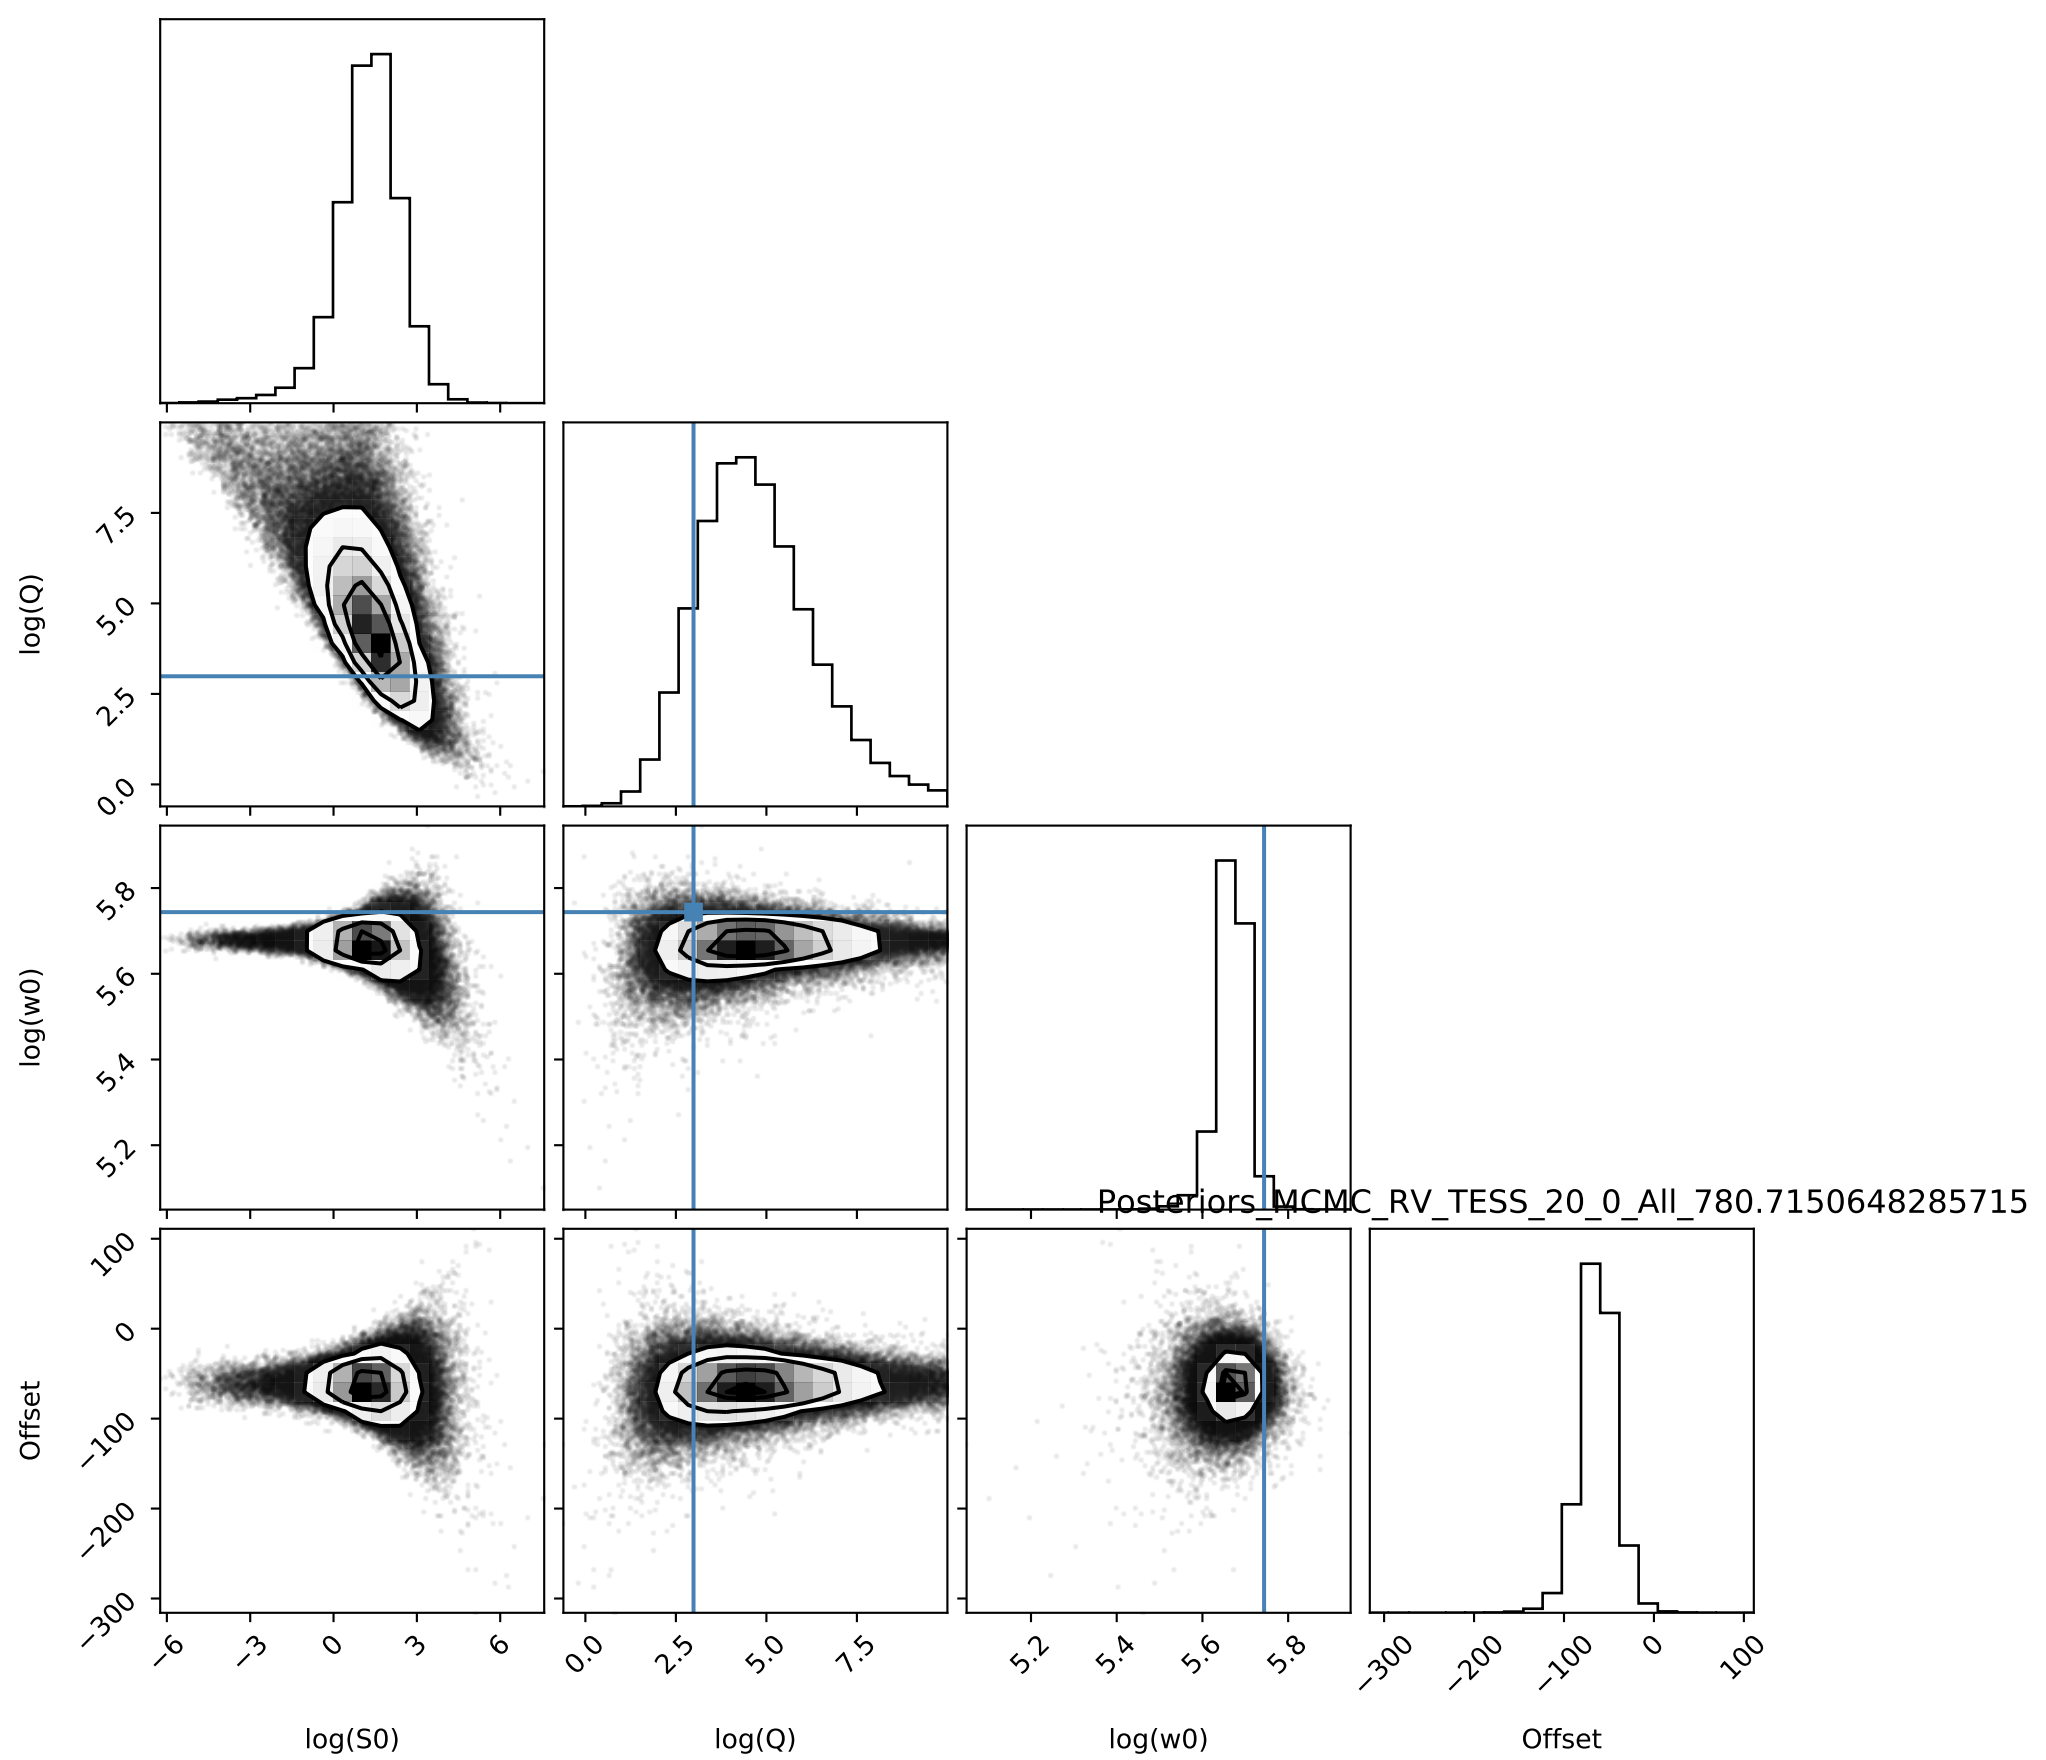 7.5
5.0
2.5
0.0
log(Q)
5.8
5.6
5.4
5.2
log(w0)
Posteriors_MCMC_RV_TESS_20_0_All_780.7150648285715
100
0
−100
−200
−300
Offset
−6 −3 0 3 6 0.0 2.5 5.0 7.5 5.2 5.4 5.6 5.8 −300 −200 −100 0 100
log(S0) log(Q) log(w0) Offset